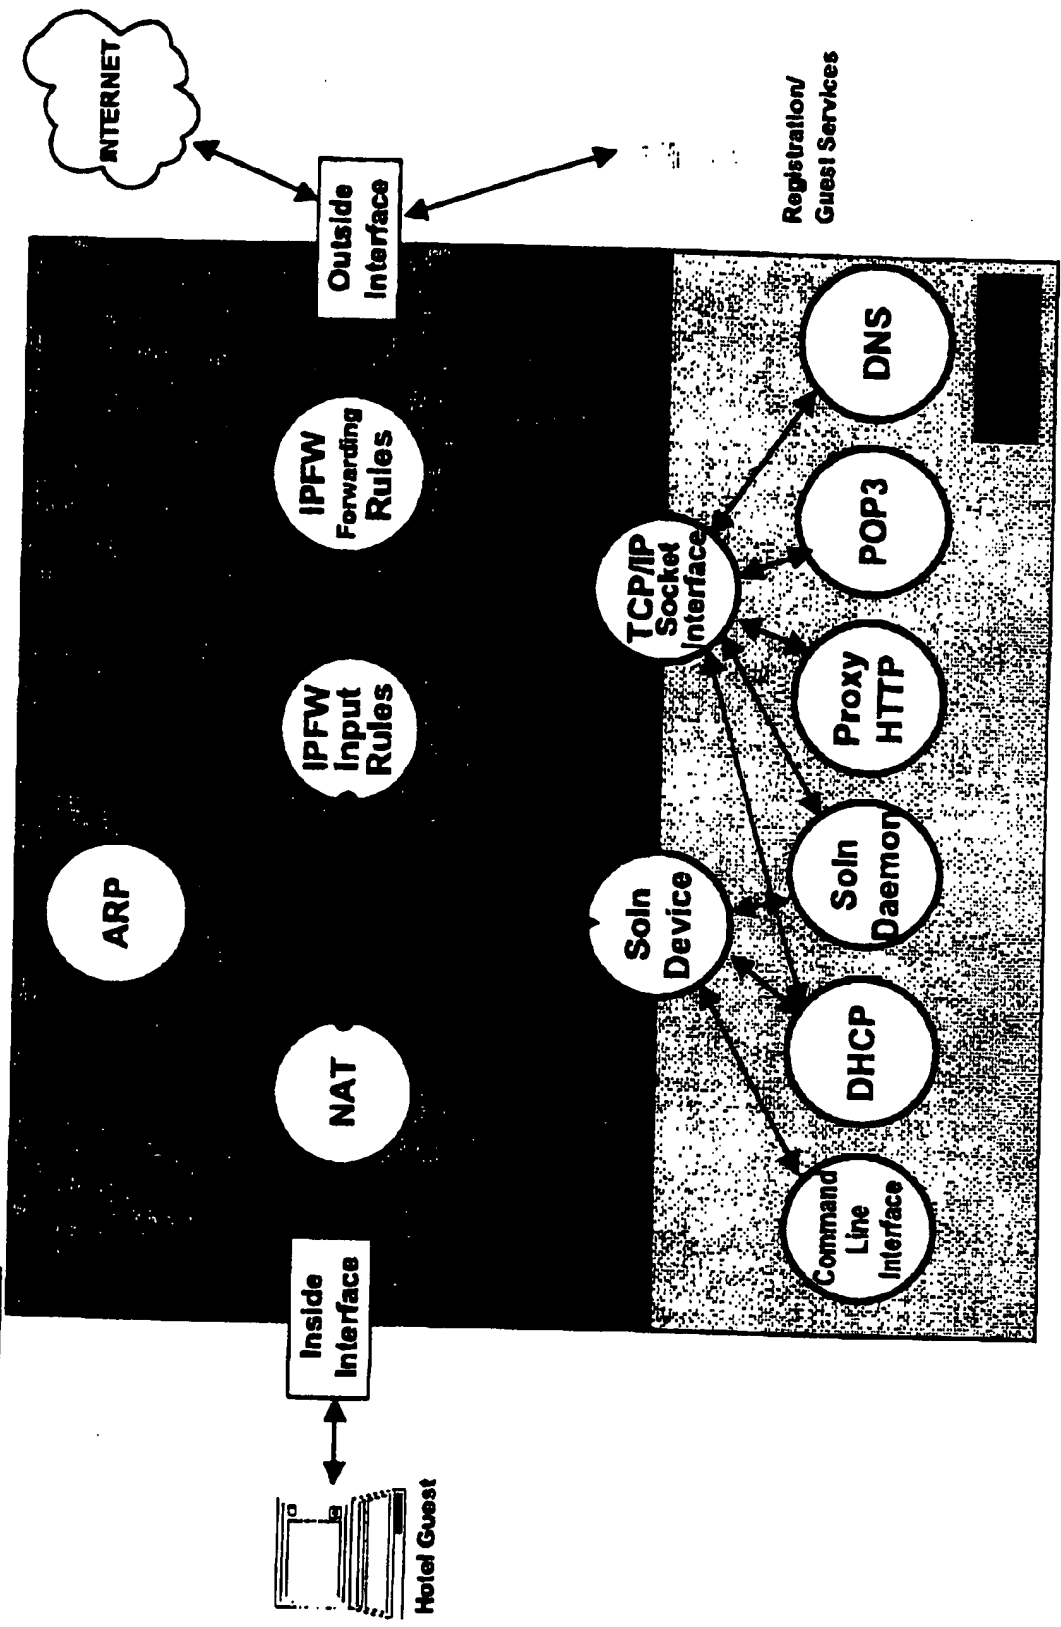 INTERNET
Outside
Interface
Registration/
Guest Services
ARP
NAT
IPFW
Input
Rules
IPFW
Forwarding
Rules
Inside
Interface
Hotel Guest
Soln
Device
TCP/IP
Socket
Interface
Command
Line
Interface
DHCP
Soln
Daemon
Proxy
HTTP
POP3
DNS